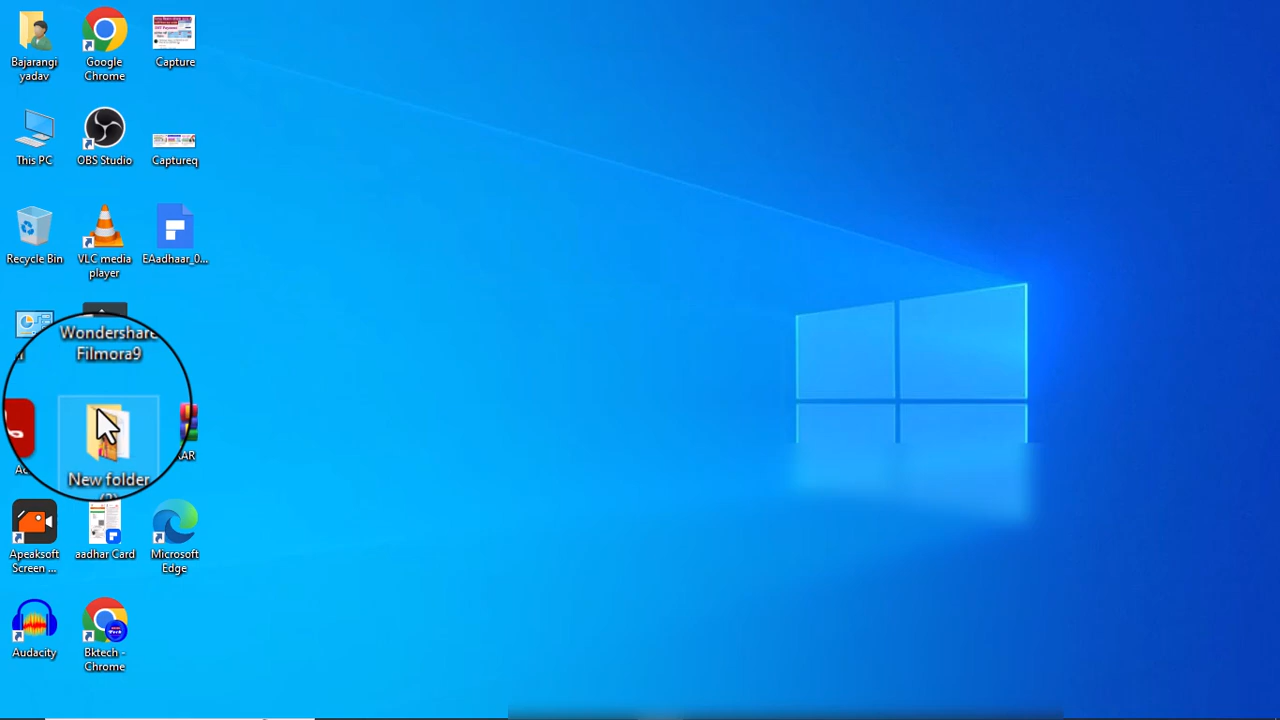 Bajarangi
yadav
Google
Chrome
Capture
This PC
OBS Studio
Captureq
Recycle Bin
VLC media
player
EAadhaar_0...
Wondershare
Filmora9
New folder
(2)
Apeaksoft
Screen ...
aadhar Card
Microsoft
Edge
Audacity
Bktech -
Chrome